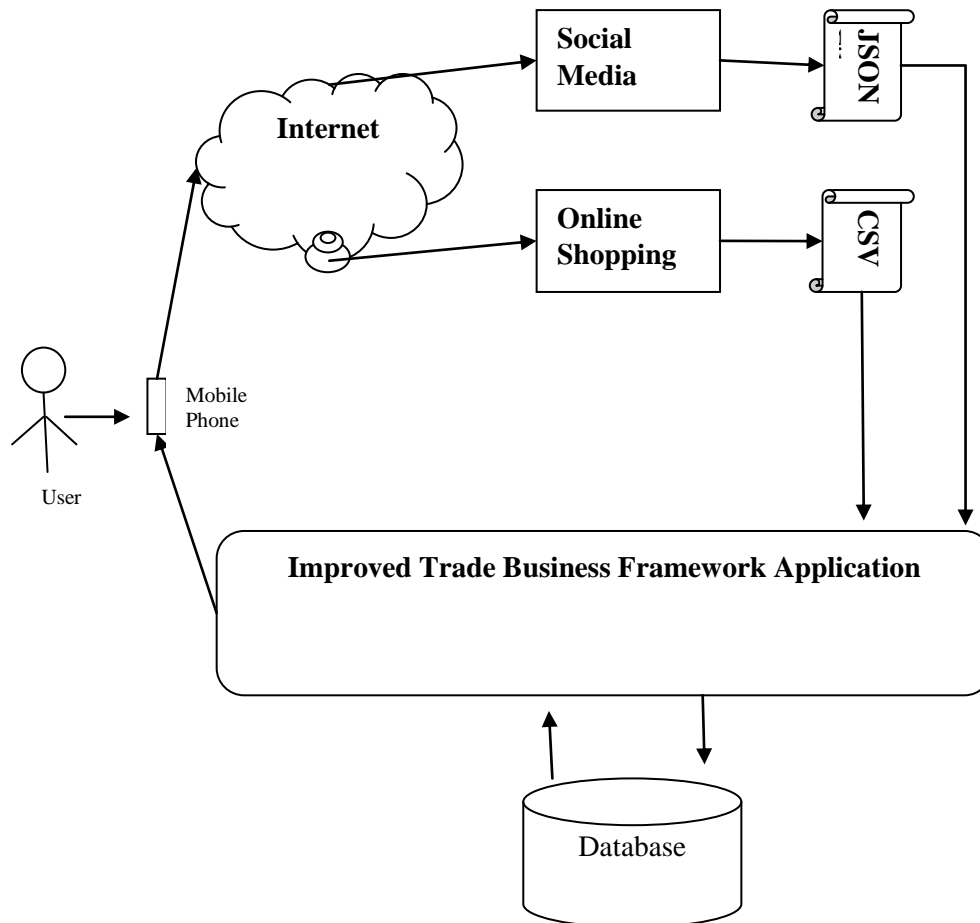 Social
Media
JSON
Internet
Online
Shopping
CSV
Mobile
Phone
User
Improved Trade Business Framework Application
Database